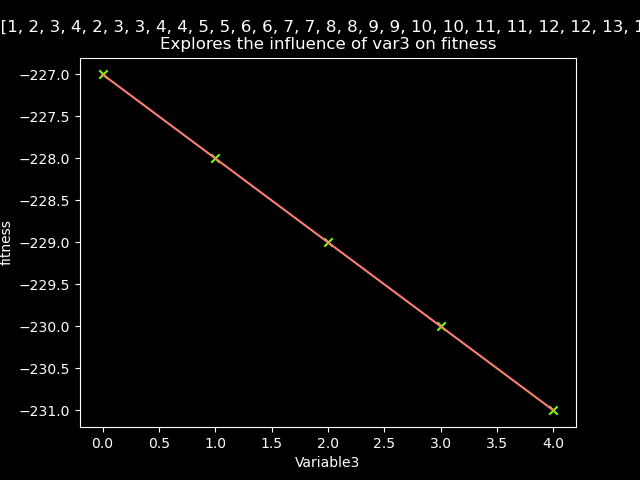 [1, 2, 3, 4, 2, 3, 3, 4, 4, 5, 5, 6, 6, 7, 7, 8, 8, 9, 9, 10, 10, 11, 11, 12, 12, 13, 1
Explores the influence of var3 on fitness
−227.0
−227.5
−228.0
−228.5
−229.0
−229.5
−230.0
−230.5
−231.0
fitness
0.0 0.5 1.0 1.5 2.0 2.5 3.0 3.5 4.0
Variable3